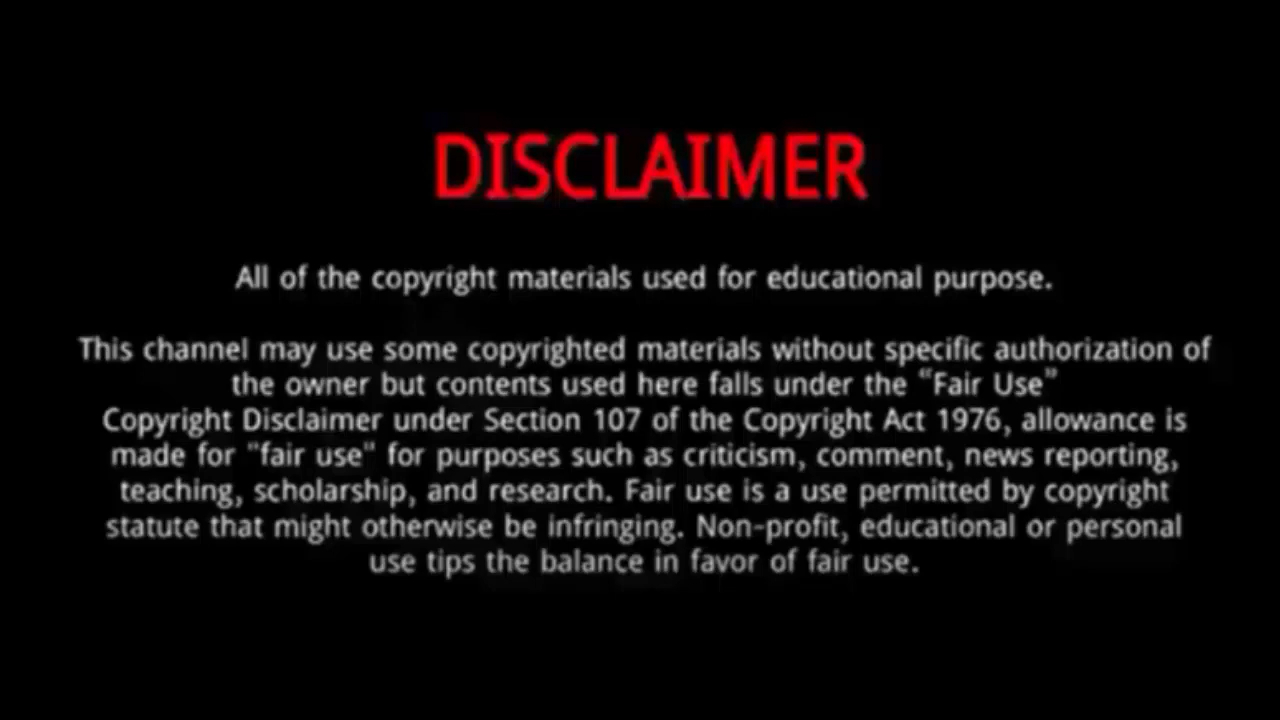 DISCLAIMER
All of the copyright materials used for educational purpose.
This channel may use some copyrighted materials without specific authorization of
the owner but contents used here falls under the “Fair Use”
Copyright Disclaimer under Section 107 of the Copyright Act 1976, allowance is
made for "fair use" for purposes such as criticism, comment, news reporting,
teaching, scholarship, and research. Fair use is a use permitted by copyright
statute that might otherwise be infringing. Non-profit, educational or personal
use tips the balance in favor of fair use.